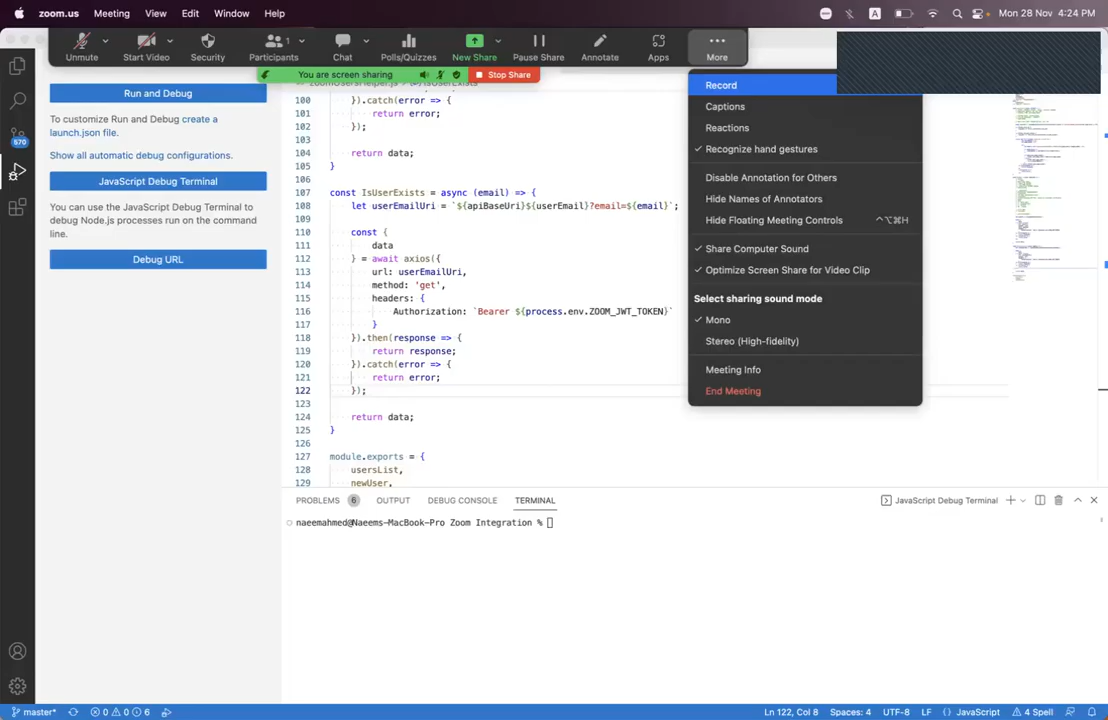 zoom.us Meeting View Edit Window Help
A Mon 28 Nov 4:24 PM
Unmute Start Video Security Participants 1 Chat Polls/Quizzes New Share Pause Share Annotate Apps More
You are screen sharing Stop Share
Run and Debug
To customize Run and Debug create a
launch.json file.
Show all automatic debug configurations.
JavaScript Debug Terminal
You can use the JavaScript Debug Terminal to
debug Node.js processes run on the command
line.
Debug URL
570
100 }).catch(error => {
101 return error;
102 });
103
104 return data;
105 }
106
107 const IsUserExists = async (email) => {
108 let userEmailUri = `${apiBaseUri}${userEmail}?email=${email}`;
109
110 const {
111 data
112 } = await axios({
113 url: userEmailUri,
114 method: 'get',
115 headers: {
116 Authorization: `Bearer ${process.env.ZOOM_JWT_TOKEN}`
117 }
118 }).then(response => {
119 return response;
120 }).catch(error => {
121 return error;
122 });
123
124 return data;
125 }
126
127 module.exports = {
128 usersList,
129 newUser,
Record
Captions
Reactions
✓ Recognize hand gestures
Disable Annotation for Others
Hide Names of Annotators
Hide Floating Meeting Controls ^⌥⌘H
✓ Share Computer Sound
✓ Optimize Screen Share for Video Clip
Select sharing sound mode
✓ Mono
Stereo (High-fidelity)
Meeting Info
End Meeting
PROBLEMS 6 OUTPUT DEBUG CONSOLE TERMINAL JavaScript Debug Terminal
naeemahmed@Naeems-MacBook-Pro Zoom Integration %
master* 0 0 6 Ln 122, Col 8 Spaces: 4 UTF-8 LF {} JavaScript 4 Spell